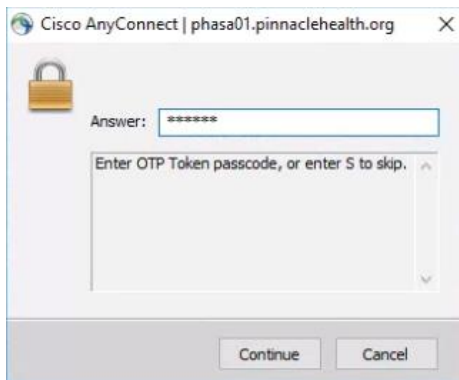 Cisco AnyConnect | phasa01.pinnaclehealth.org
Answer: ******
Enter OTP Token passcode, or enter S to skip.
Continue Cancel